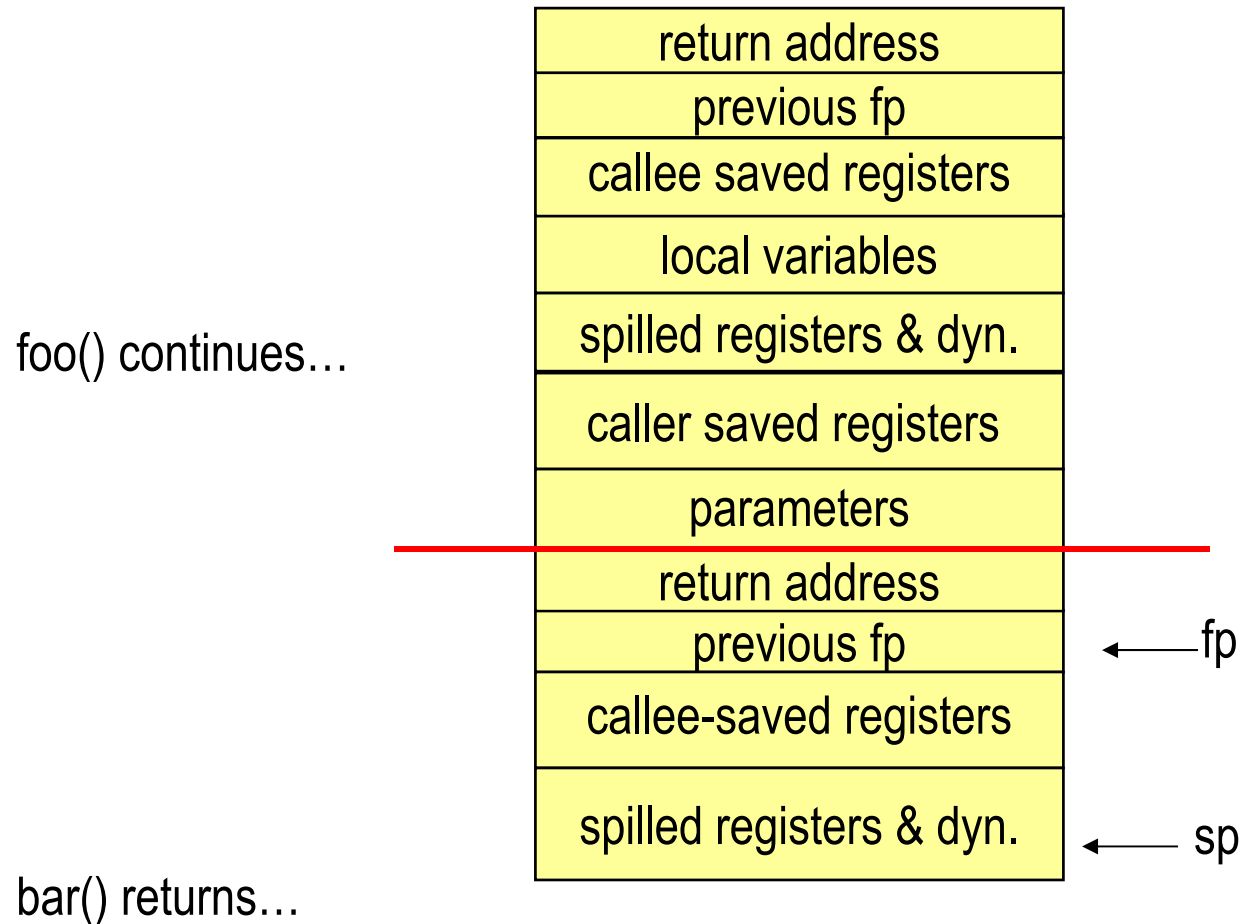 return address
previous fp
callee saved registers
local variables
spilled registers & dyn.
foo() continues…
caller saved registers
parameters
return address
previous fp
fp
callee-saved registers
spilled registers & dyn.
sp
bar() returns…